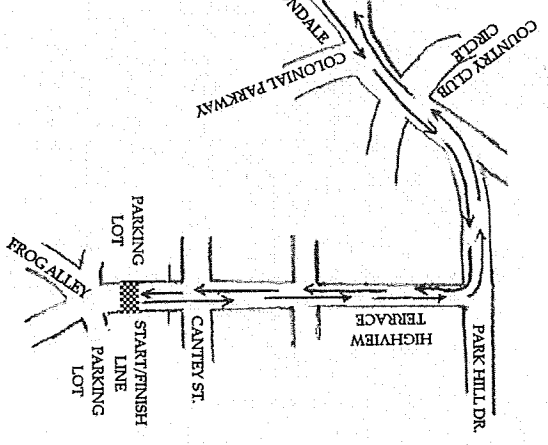 NDALE
COLONIAL PARKWAY
COUNTRY CLUB
CIRCLE
PARKING
LOT
FROG ALLEY
START/FINISH
LINE
PARKING
LOT
CANTEY ST.
HIGHVIEW
TERRACE
PARK HILL DR.